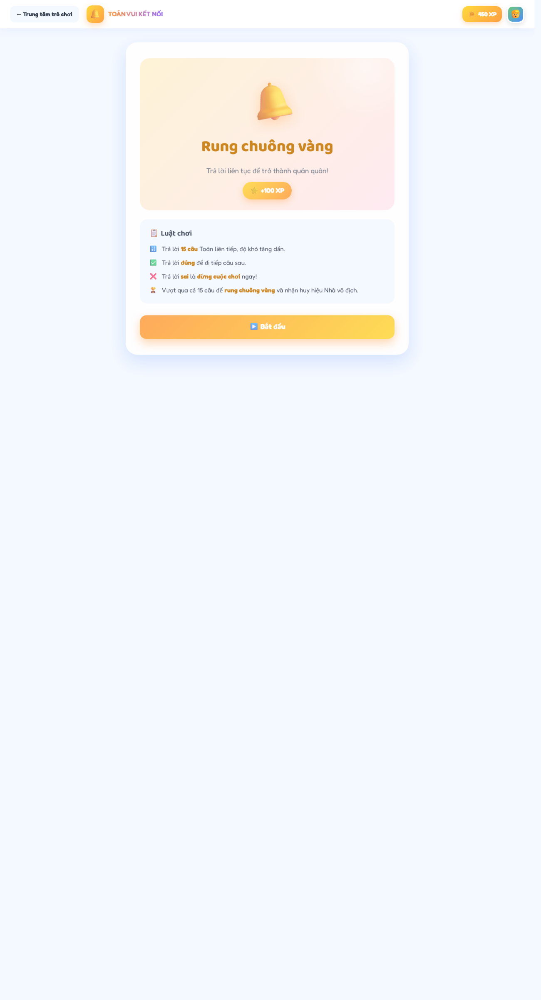 ← Trung tâm trò chơi
TOÁN VUI KẾT NỐI
450 XP
Rung chuông vàng
Trả lời liên tục để trở thành quán quân!
+100 XP
Luật chơi
Trả lời 15 câu Toán liên tiếp, độ khó tăng dần.
Trả lời đúng để đi tiếp câu sau.
Trả lời sai là dừng cuộc chơi ngay!
Vượt qua cả 15 câu để rung chuông vàng và nhận huy hiệu Nhà vô địch.
Bắt đầu